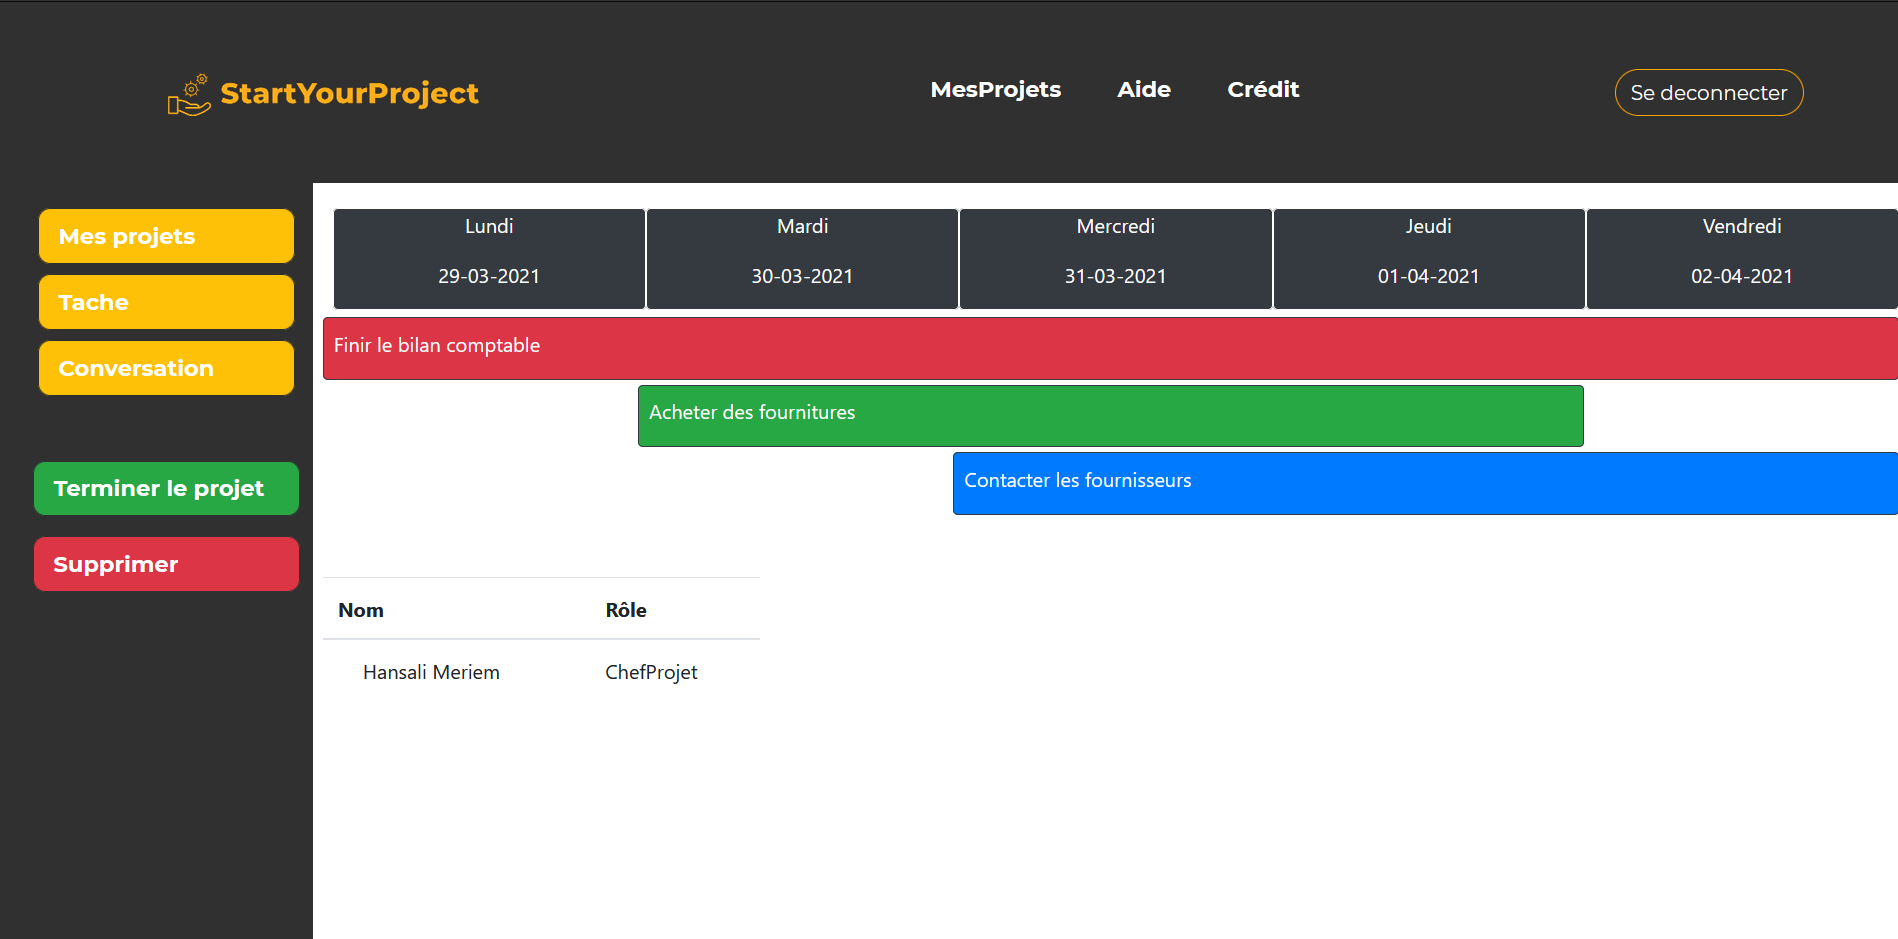 StartYourProject
MesProjets
Aide
Crédit
Se deconnecter
Mes projets
Tache
Conversation
Terminer le projet
Supprimer
Lundi
29-03-2021
Mardi
30-03-2021
Mercredi
31-03-2021
Jeudi
01-04-2021
Vendredi
02-04-2021
Finir le bilan comptable
Acheter des fournitures
Contacter les fournisseurs
Nom Rôle
Hansali Meriem ChefProjet